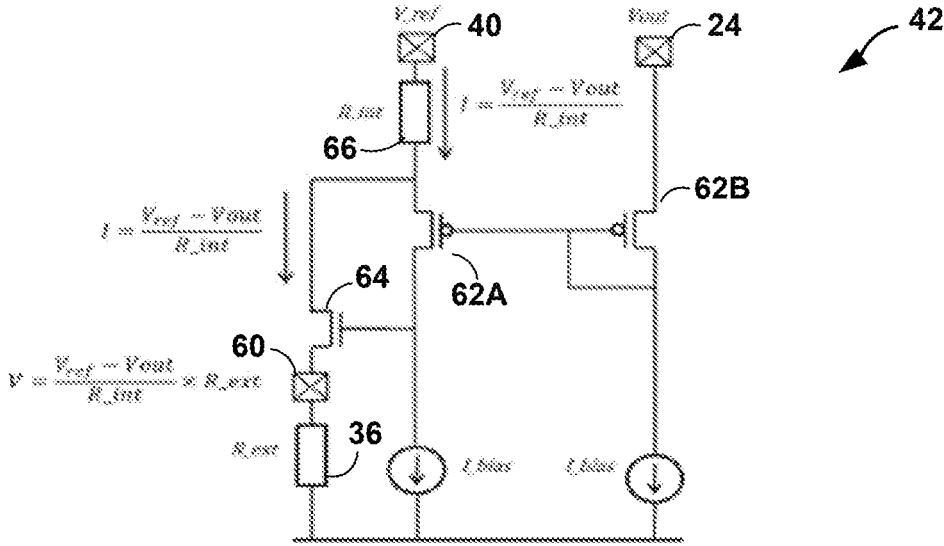 V_ref
40
Vout
24
42
R_int
66
I = V_ref − Vout / R_int
62B
I = V_ref − Vout / R_int
64
62A
60
V = V_ref − Vout / R_int × R_ext
R_ext
36
I_bias
I_bias